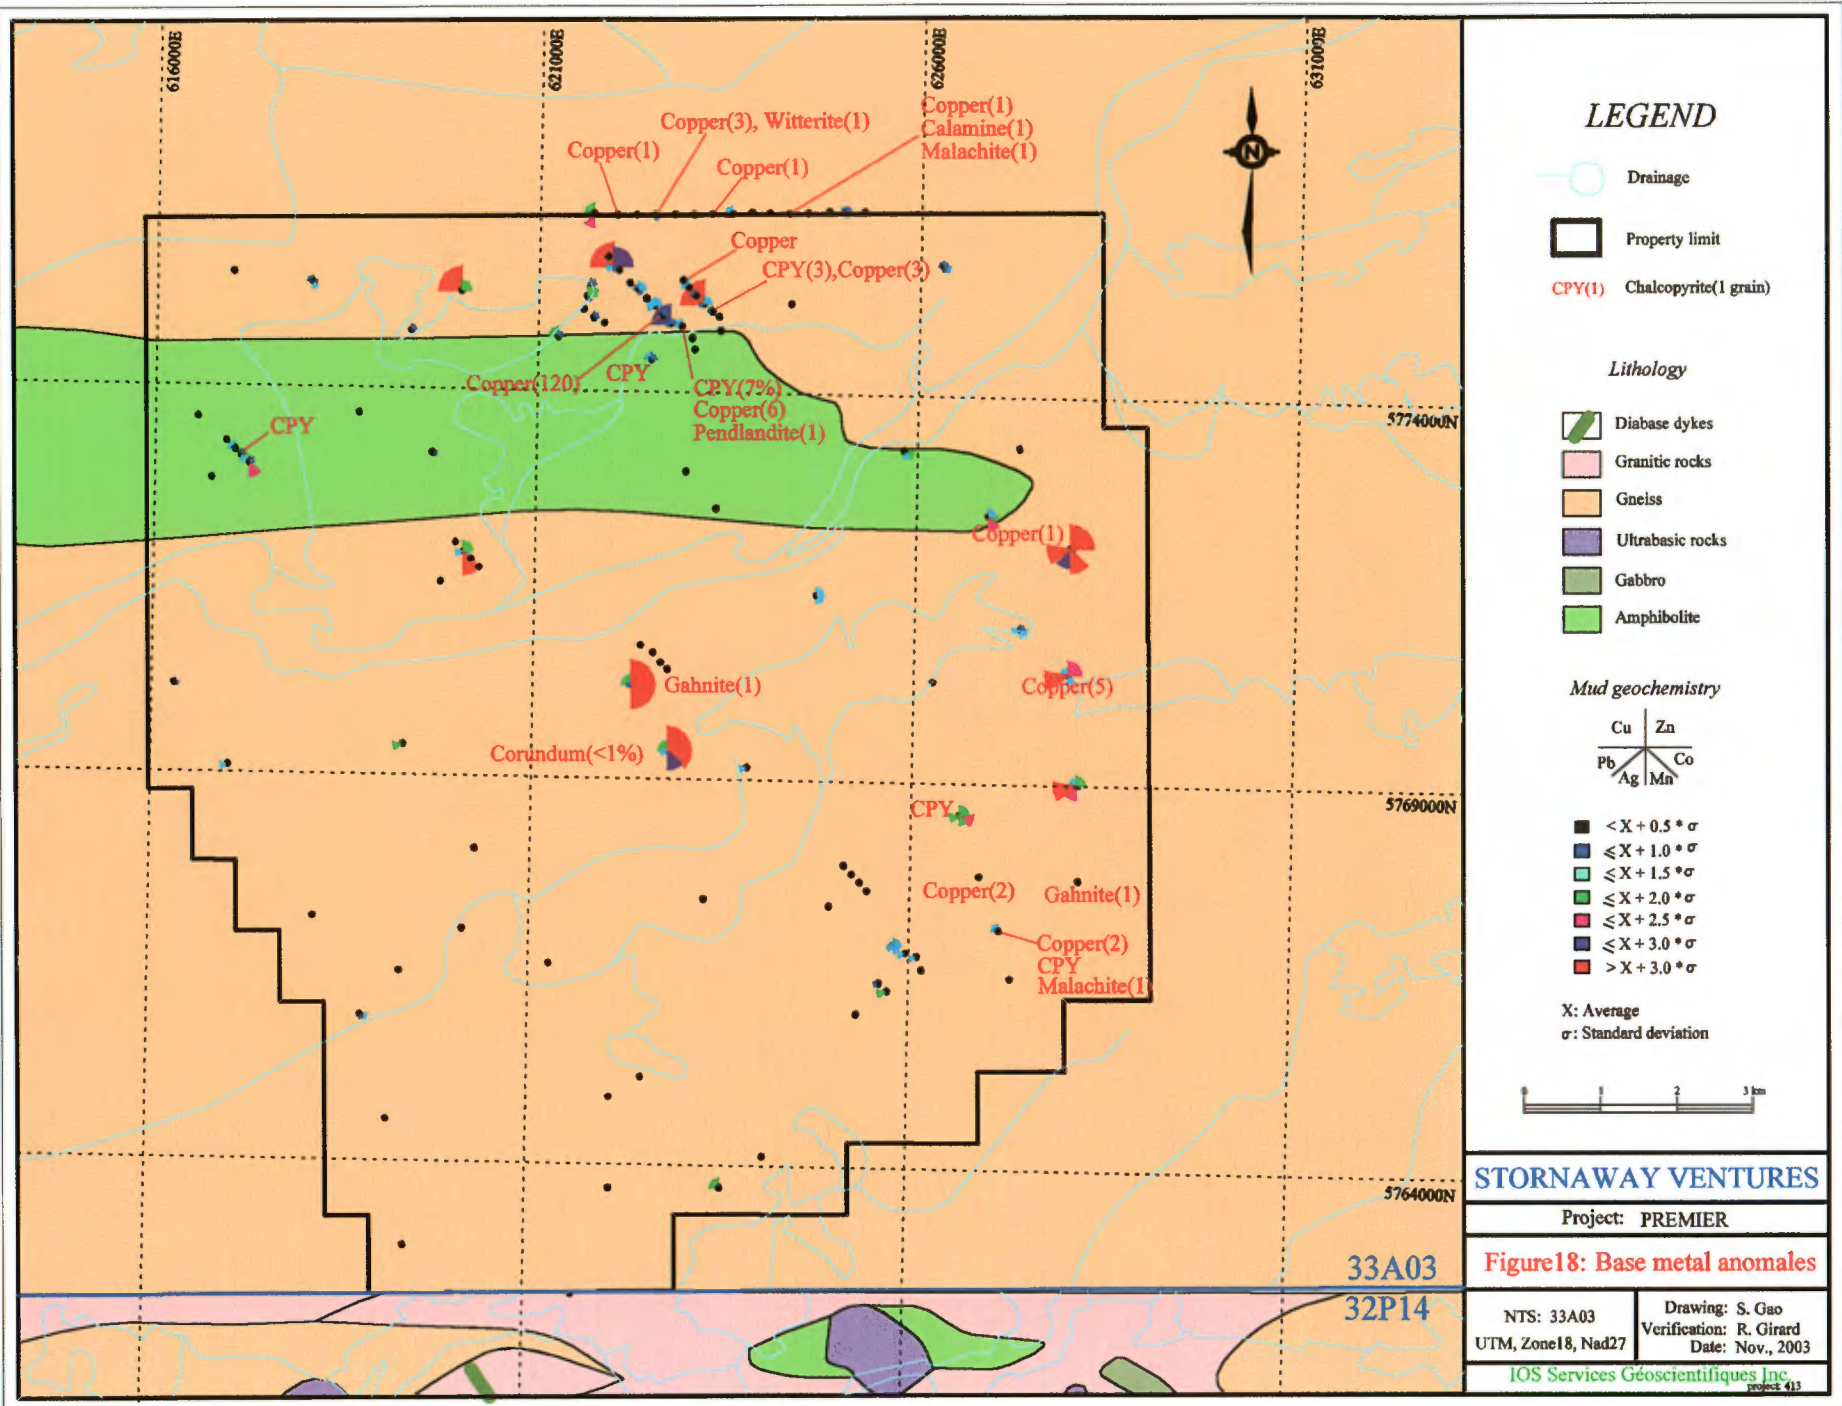 616000E
621000E
626000E
631000E
Copper(3), Witterite(1)
Copper(1)
Copper(1)
Copper(1)
Calamine(1)
Malachite(1)
Copper
CPY(3),Copper(3)
Copper(120)
CPY
CPY(7%)
Copper(6)
Pendlandite(1)
CPY
5774000N
Copper(1)
Gahnite(1)
Copper(5)
Corundum(<1%)
CPY
5769000N
Copper(2)
Gahnite(1)
Copper(2)
CPY
Malachite(1)
5764000N
33A03
32P14
N
LEGEND
Drainage
Property limit
CPY(1) Chalcopyrite(1 grain)
Lithology
Diabase dykes
Granitic rocks
Gneiss
Ultrabasic rocks
Gabbro
Amphibolite
Mud geochemistry
Cu Zn
Pb Co
Ag Mn
< X + 0.5 * σ
⩽ X + 1.0 * σ
⩽ X + 1.5 * σ
⩽ X + 2.0 * σ
⩽ X + 2.5 * σ
⩽ X + 3.0 * σ
> X + 3.0 * σ
X: Average
σ: Standard deviation
0 1 2 3 km
STORNAWAY VENTURES
Project: PREMIER
Figure18: Base metal anomales
NTS: 33A03
UTM, Zone18, Nad27
Drawing: S. Gao
Verification: R. Girard
Date: Nov., 2003
IOS Services Géoscientifiques Inc.
project 413